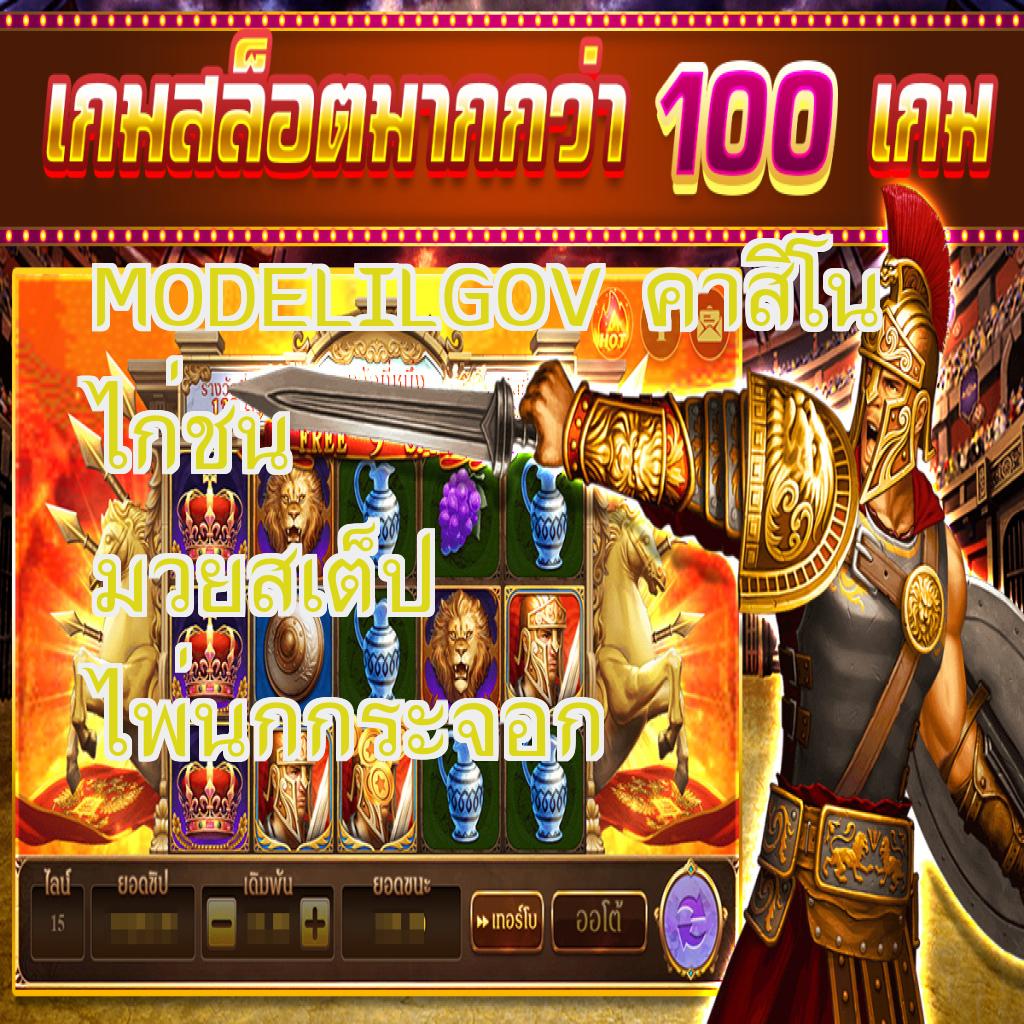 เกมสล็อตมากกว่า 100 เกม
MODELILGOV คาสิโน
HOT
ไก่ชน
FREE
มวยสเต็ป
ไพ่นกกระจอก
ไลน์ ยอดชิป เดิมพัน ยอดชนะ
15 − + เทอร์โบ ออโต้